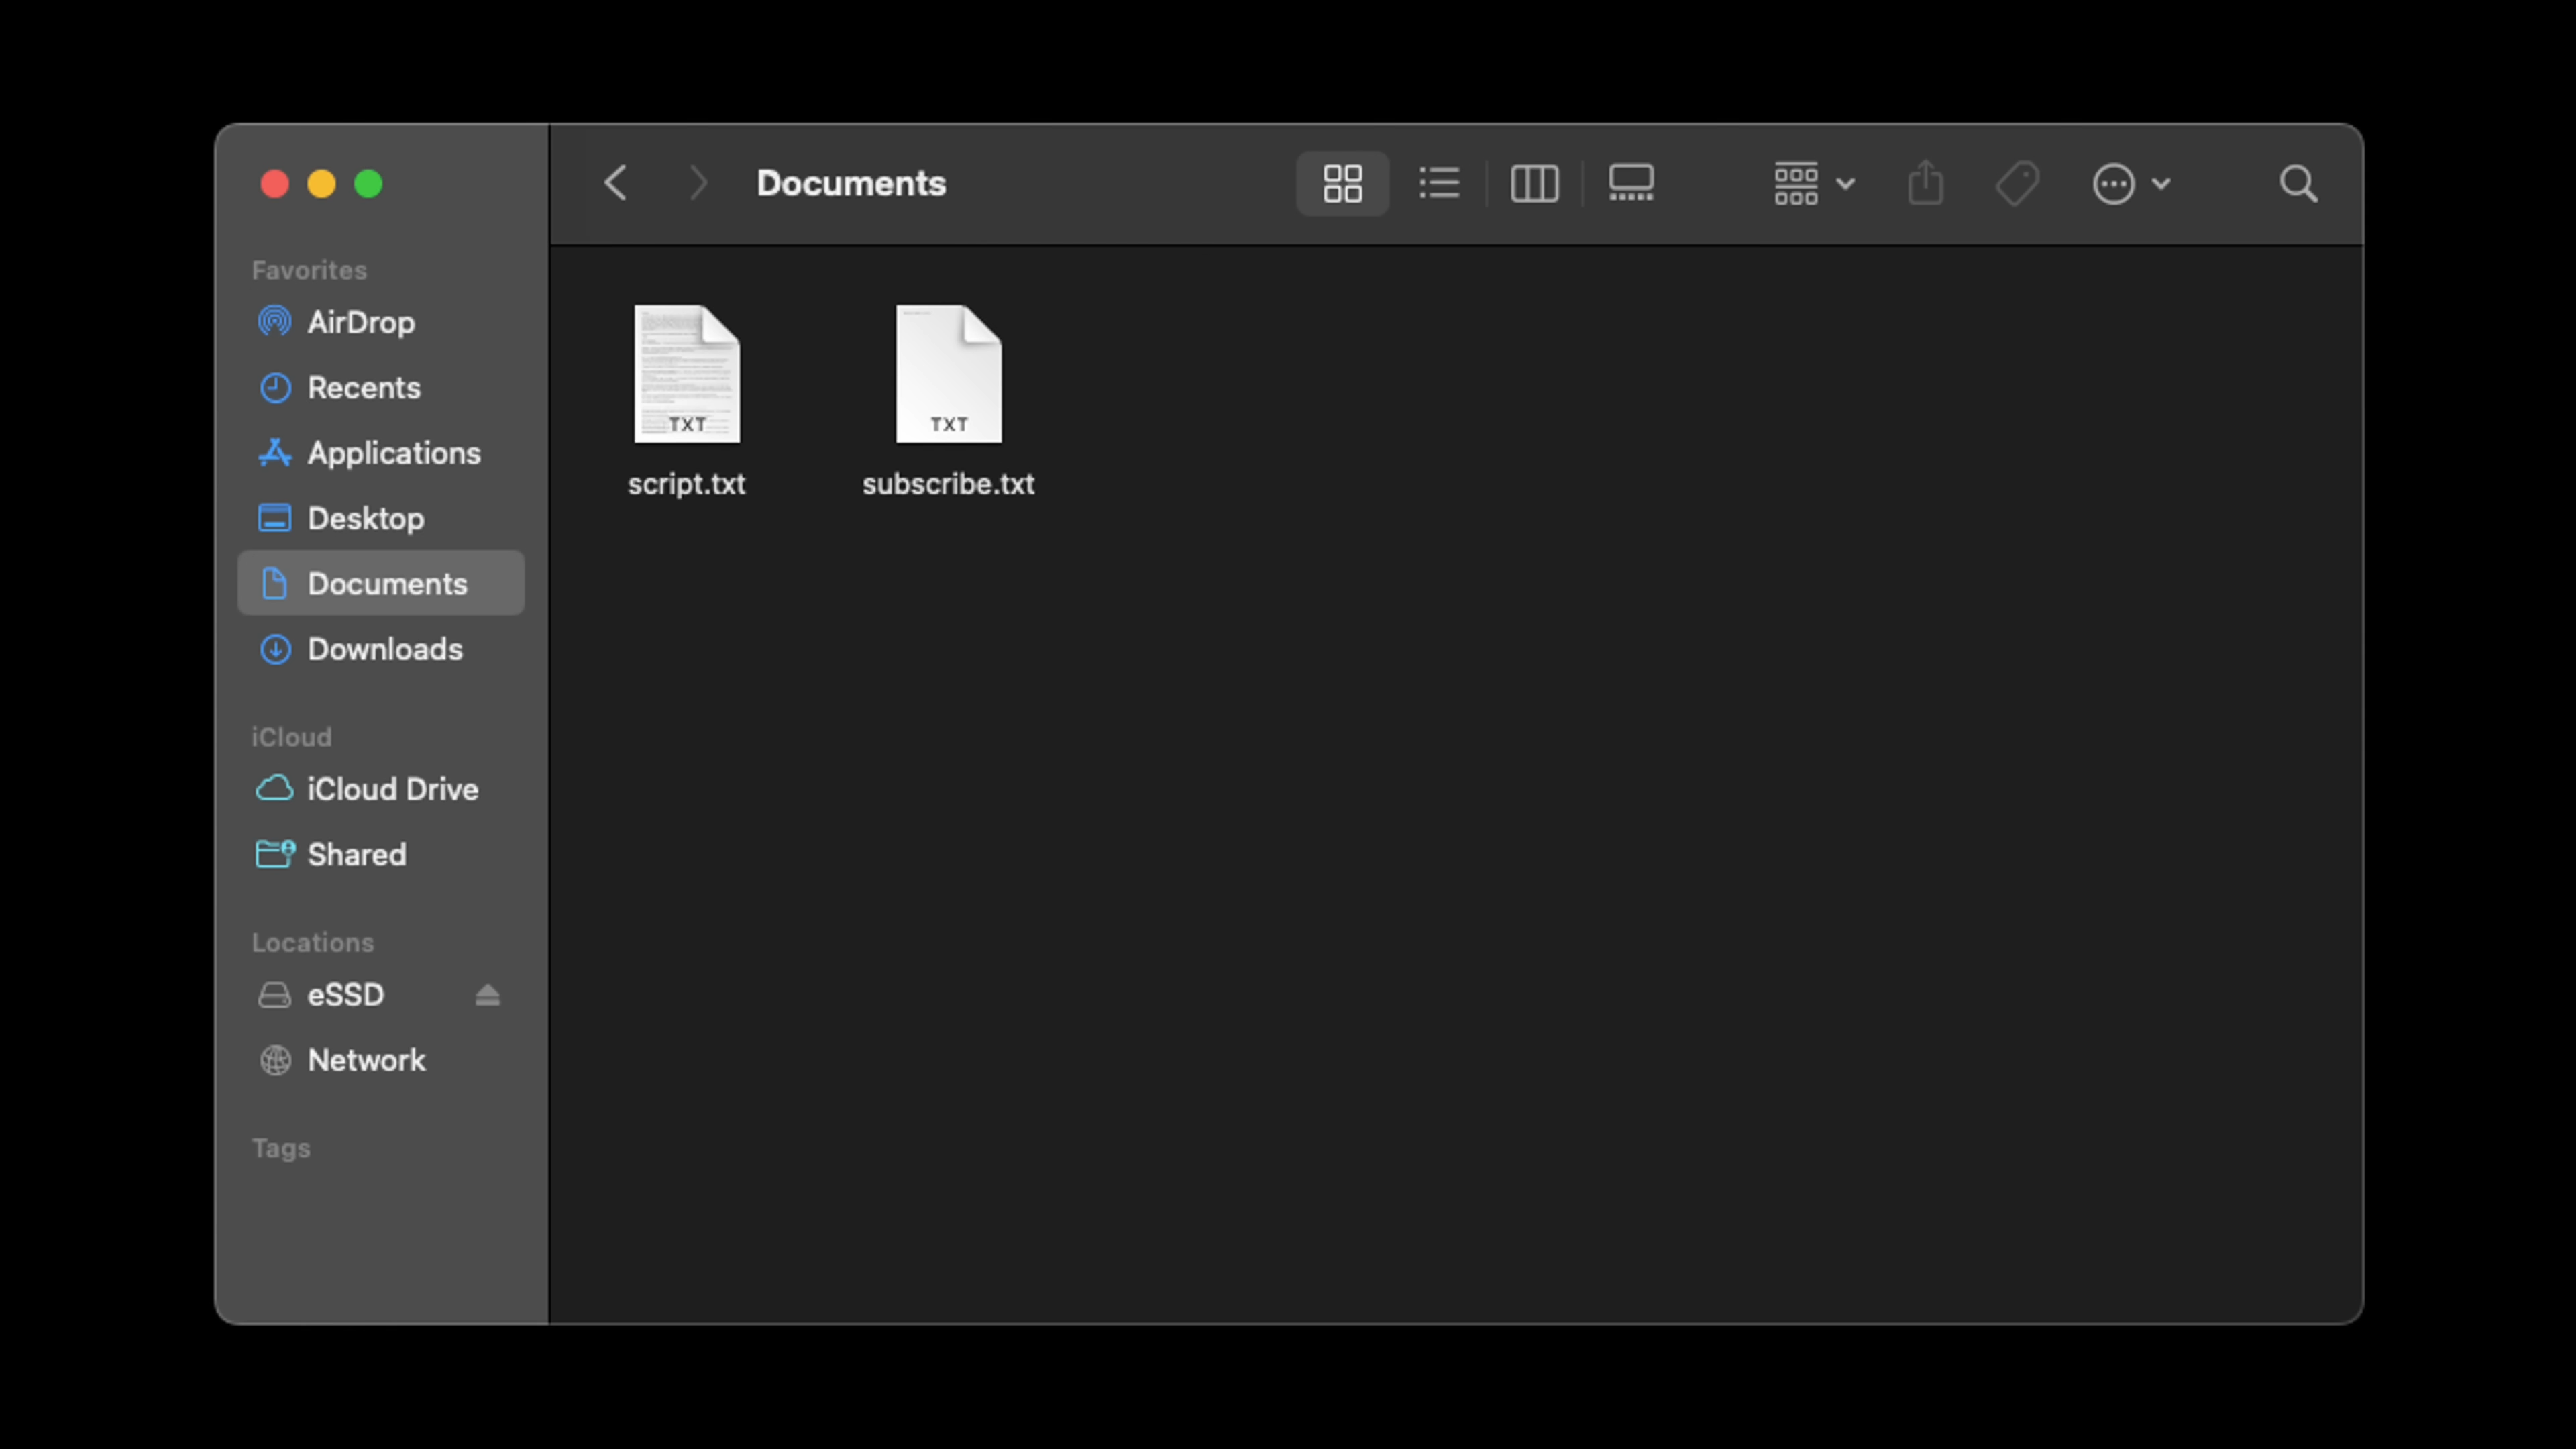 Documents
Favorites
AirDrop
Recents
Applications
Desktop
Documents
Downloads
iCloud
iCloud Drive
Shared
Locations
eSSD
Network
Tags
TXT
script.txt
TXT
subscribe.txt